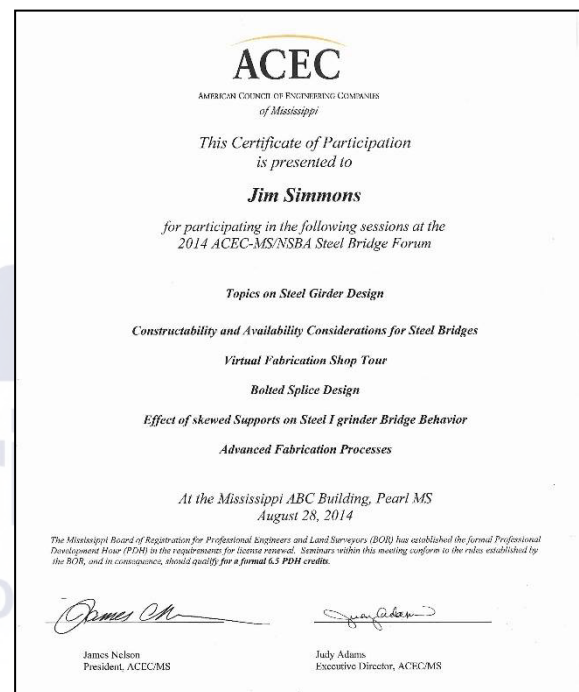 ACEC
AMERICAN COUNCIL OF ENGINEERING COMPANIES
of Mississippi
This Certificate of Participation
is presented to
Jim Simmons
for participating in the following sessions at the
2014 ACEC-MS/NSBA Steel Bridge Forum
Topics on Steel Girder Design
Constructability and Availability Considerations for Steel Bridges
Virtual Fabrication Shop Tour
Bolted Splice Design
Effect of skewed Supports on Steel I grinder Bridge Behavior
Advanced Fabrication Processes
At the Mississippi ABC Building, Pearl MS
August 28, 2014
The Mississippi Board of Registration for Professional Engineers and Land Surveyors (BOR) has established the formal Professional
Development Hour (PDH) in the requirements for license renewal. Seminars within this meeting conform to the rules established by
the BOR, and in consequence, should qualify for a formal 6.5 PDH credits.
James Nelson
Judy Adams
President, ACEC/MS
Executive Director, ACEC/MS